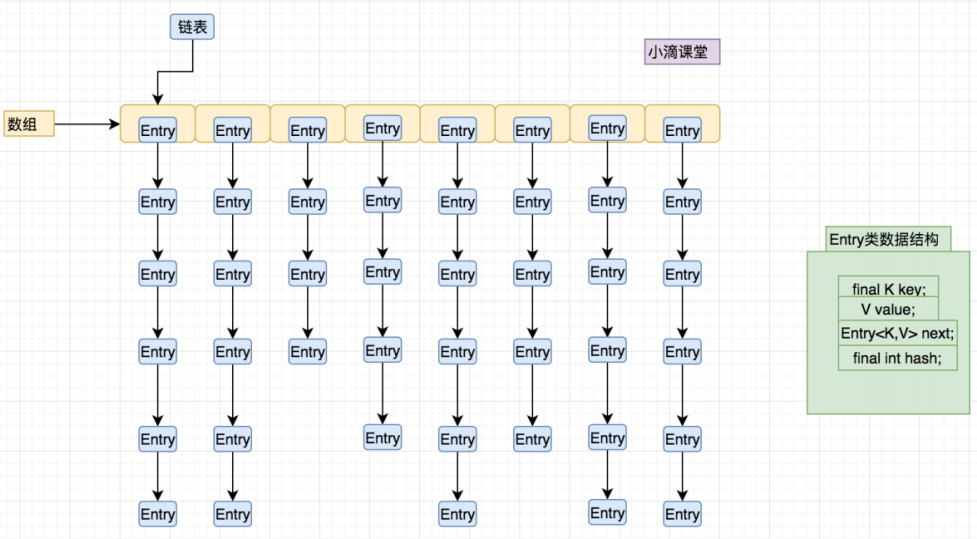 链表
小滴课堂
数组
Entry Entry Entry Entry Entry Entry Entry Entry
Entry Entry Entry Entry Entry Entry Entry Entry
Entry类数据结构
Entry Entry Entry Entry Entry Entry Entry Entry
final K key;
V value;
Entry<K,V> next;
final int hash;
Entry Entry Entry Entry Entry Entry Entry Entry
Entry Entry Entry Entry Entry Entry Entry
Entry Entry Entry Entry Entry